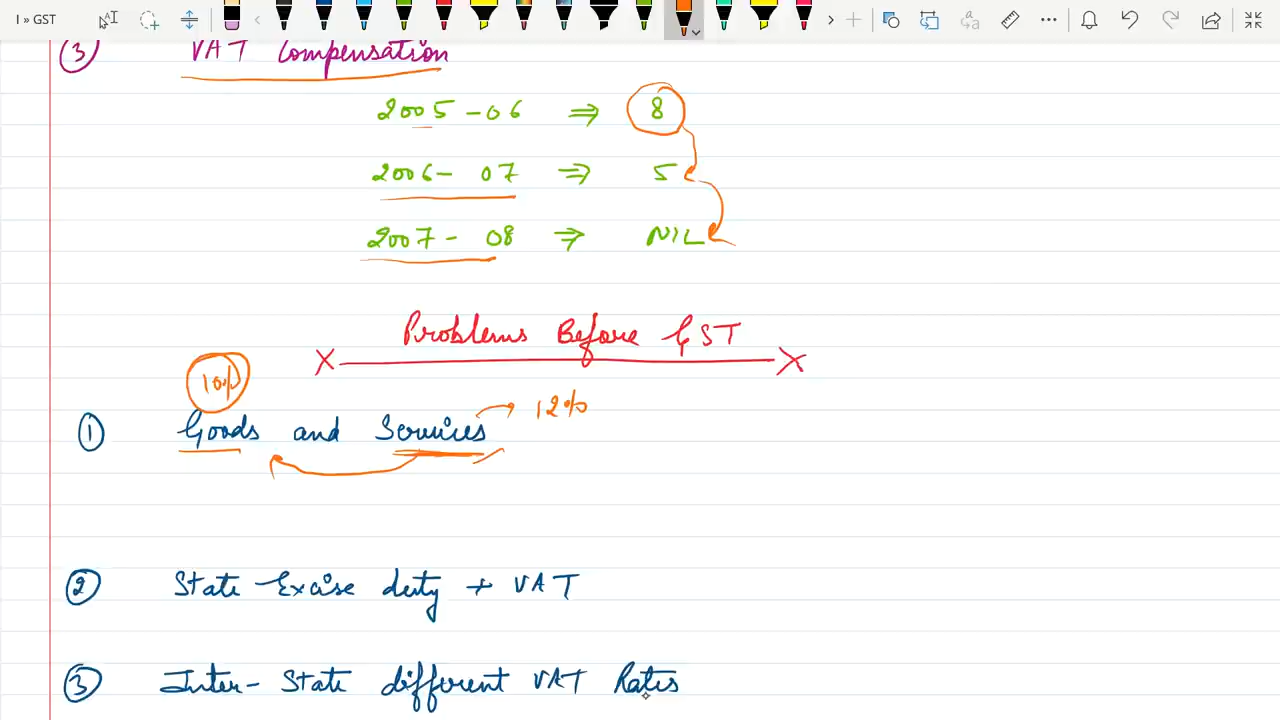 I » GST
③ VAT Compensation
2005-06 ⇒ 8
2006-07 ⇒ 5
2007-08 ⇒ NIL
Problems Before GST
10%
12%
① Goods and Services
② State Excise duty + VAT
③ Inter-State different VAT Rates